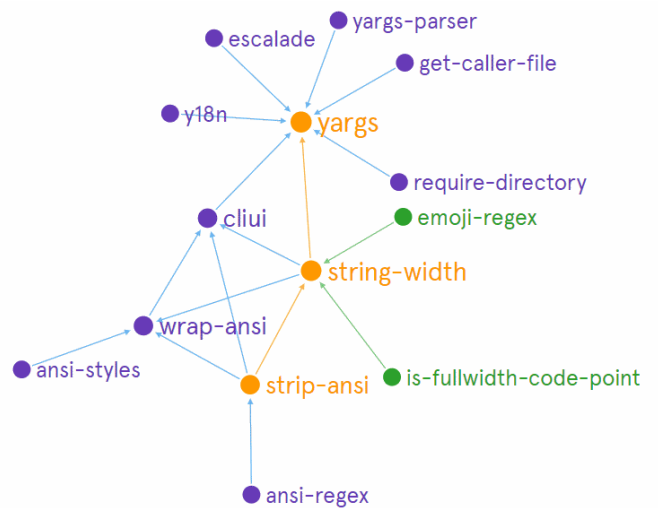 yargs-parser
escalade
get-caller-file
y18n
yargs
require-directory
emoji-regex
cliui
string-width
wrap-ansi
ansi-styles
is-fullwidth-code-point
strip-ansi
ansi-regex